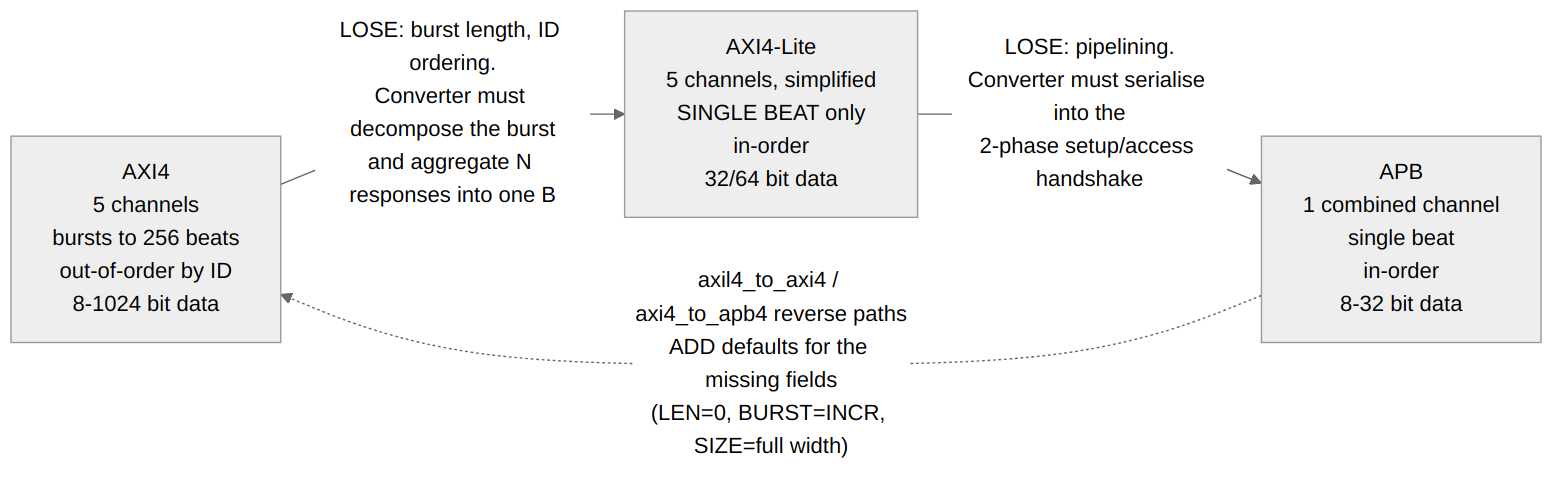 AXI4
5 channels
bursts to 256 beats
out-of-order by ID
8-1024 bit data
LOSE: burst length, ID
ordering.
Converter must
decompose the burst
and aggregate N
responses into one B
AXI4-Lite
5 channels, simplified
SINGLE BEAT only
in-order
32/64 bit data
LOSE: pipelining.
Converter must serialise
into the
2-phase setup/access
handshake
APB
1 combined channel
single beat
in-order
8-32 bit data
axil4_to_axi4 /
axi4_to_apb4 reverse paths
ADD defaults for the
missing fields
(LEN=0, BURST=INCR,
SIZE=full width)